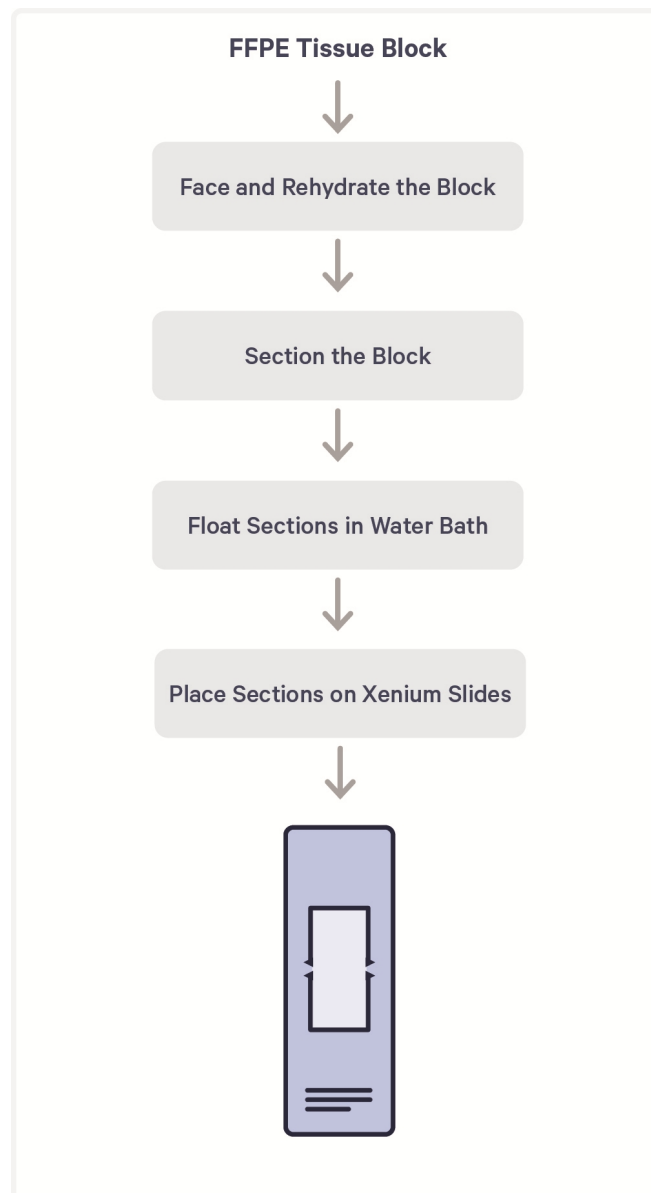 FFPE Tissue Block
Face and Rehydrate the Block
Section the Block
Float Sections in Water Bath
Place Sections on Xenium Slides